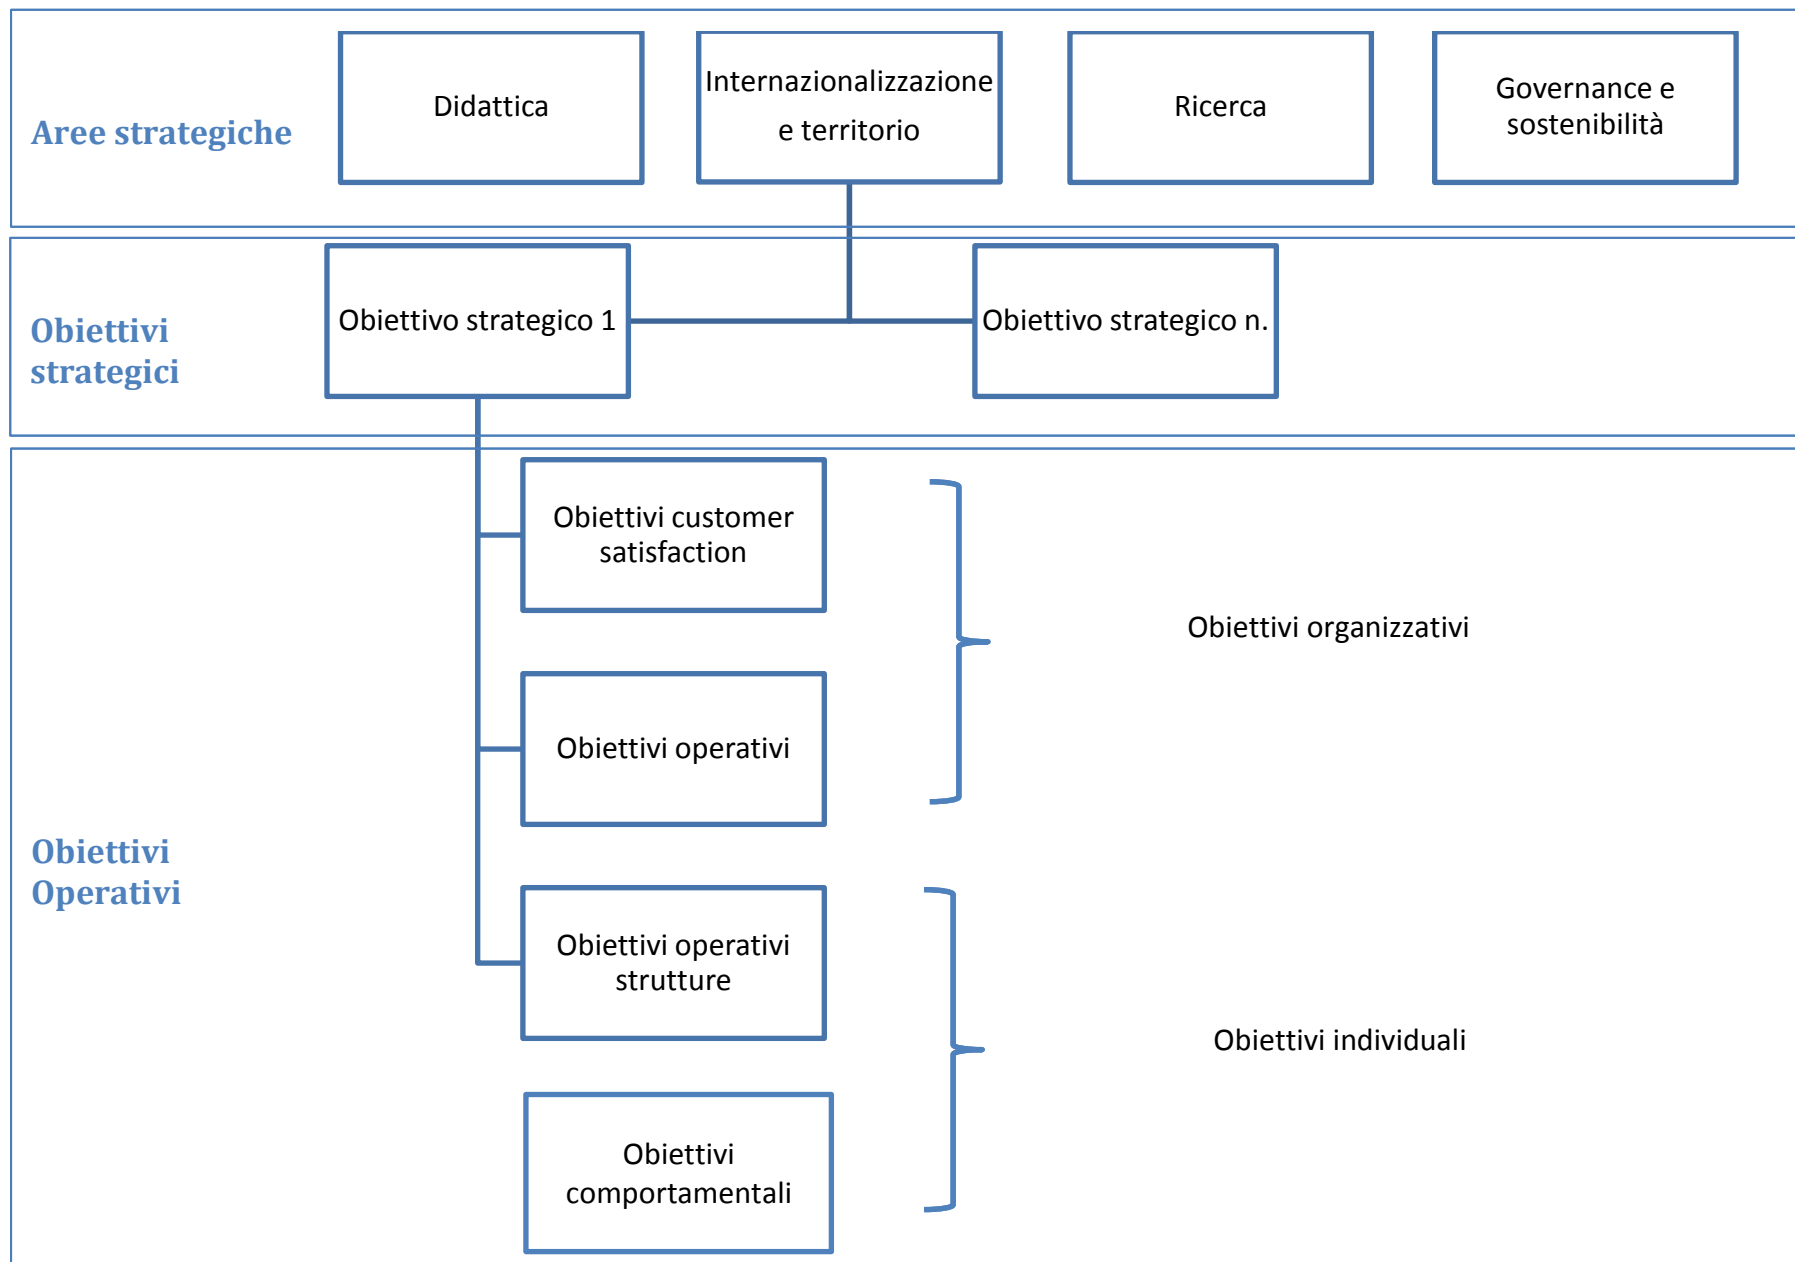 Aree strategiche
Didattica
Internazionalizzazione
e territorio
Ricerca
Governance e
sostenibilità
Obiettivi
strategici
Obiettivo strategico 1
Obiettivo strategico n.
Obiettivi
Operativi
Obiettivi customer
satisfaction
Obiettivi operativi
Obiettivi organizzativi
Obiettivi operativi
strutture
Obiettivi
comportamentali
Obiettivi individuali